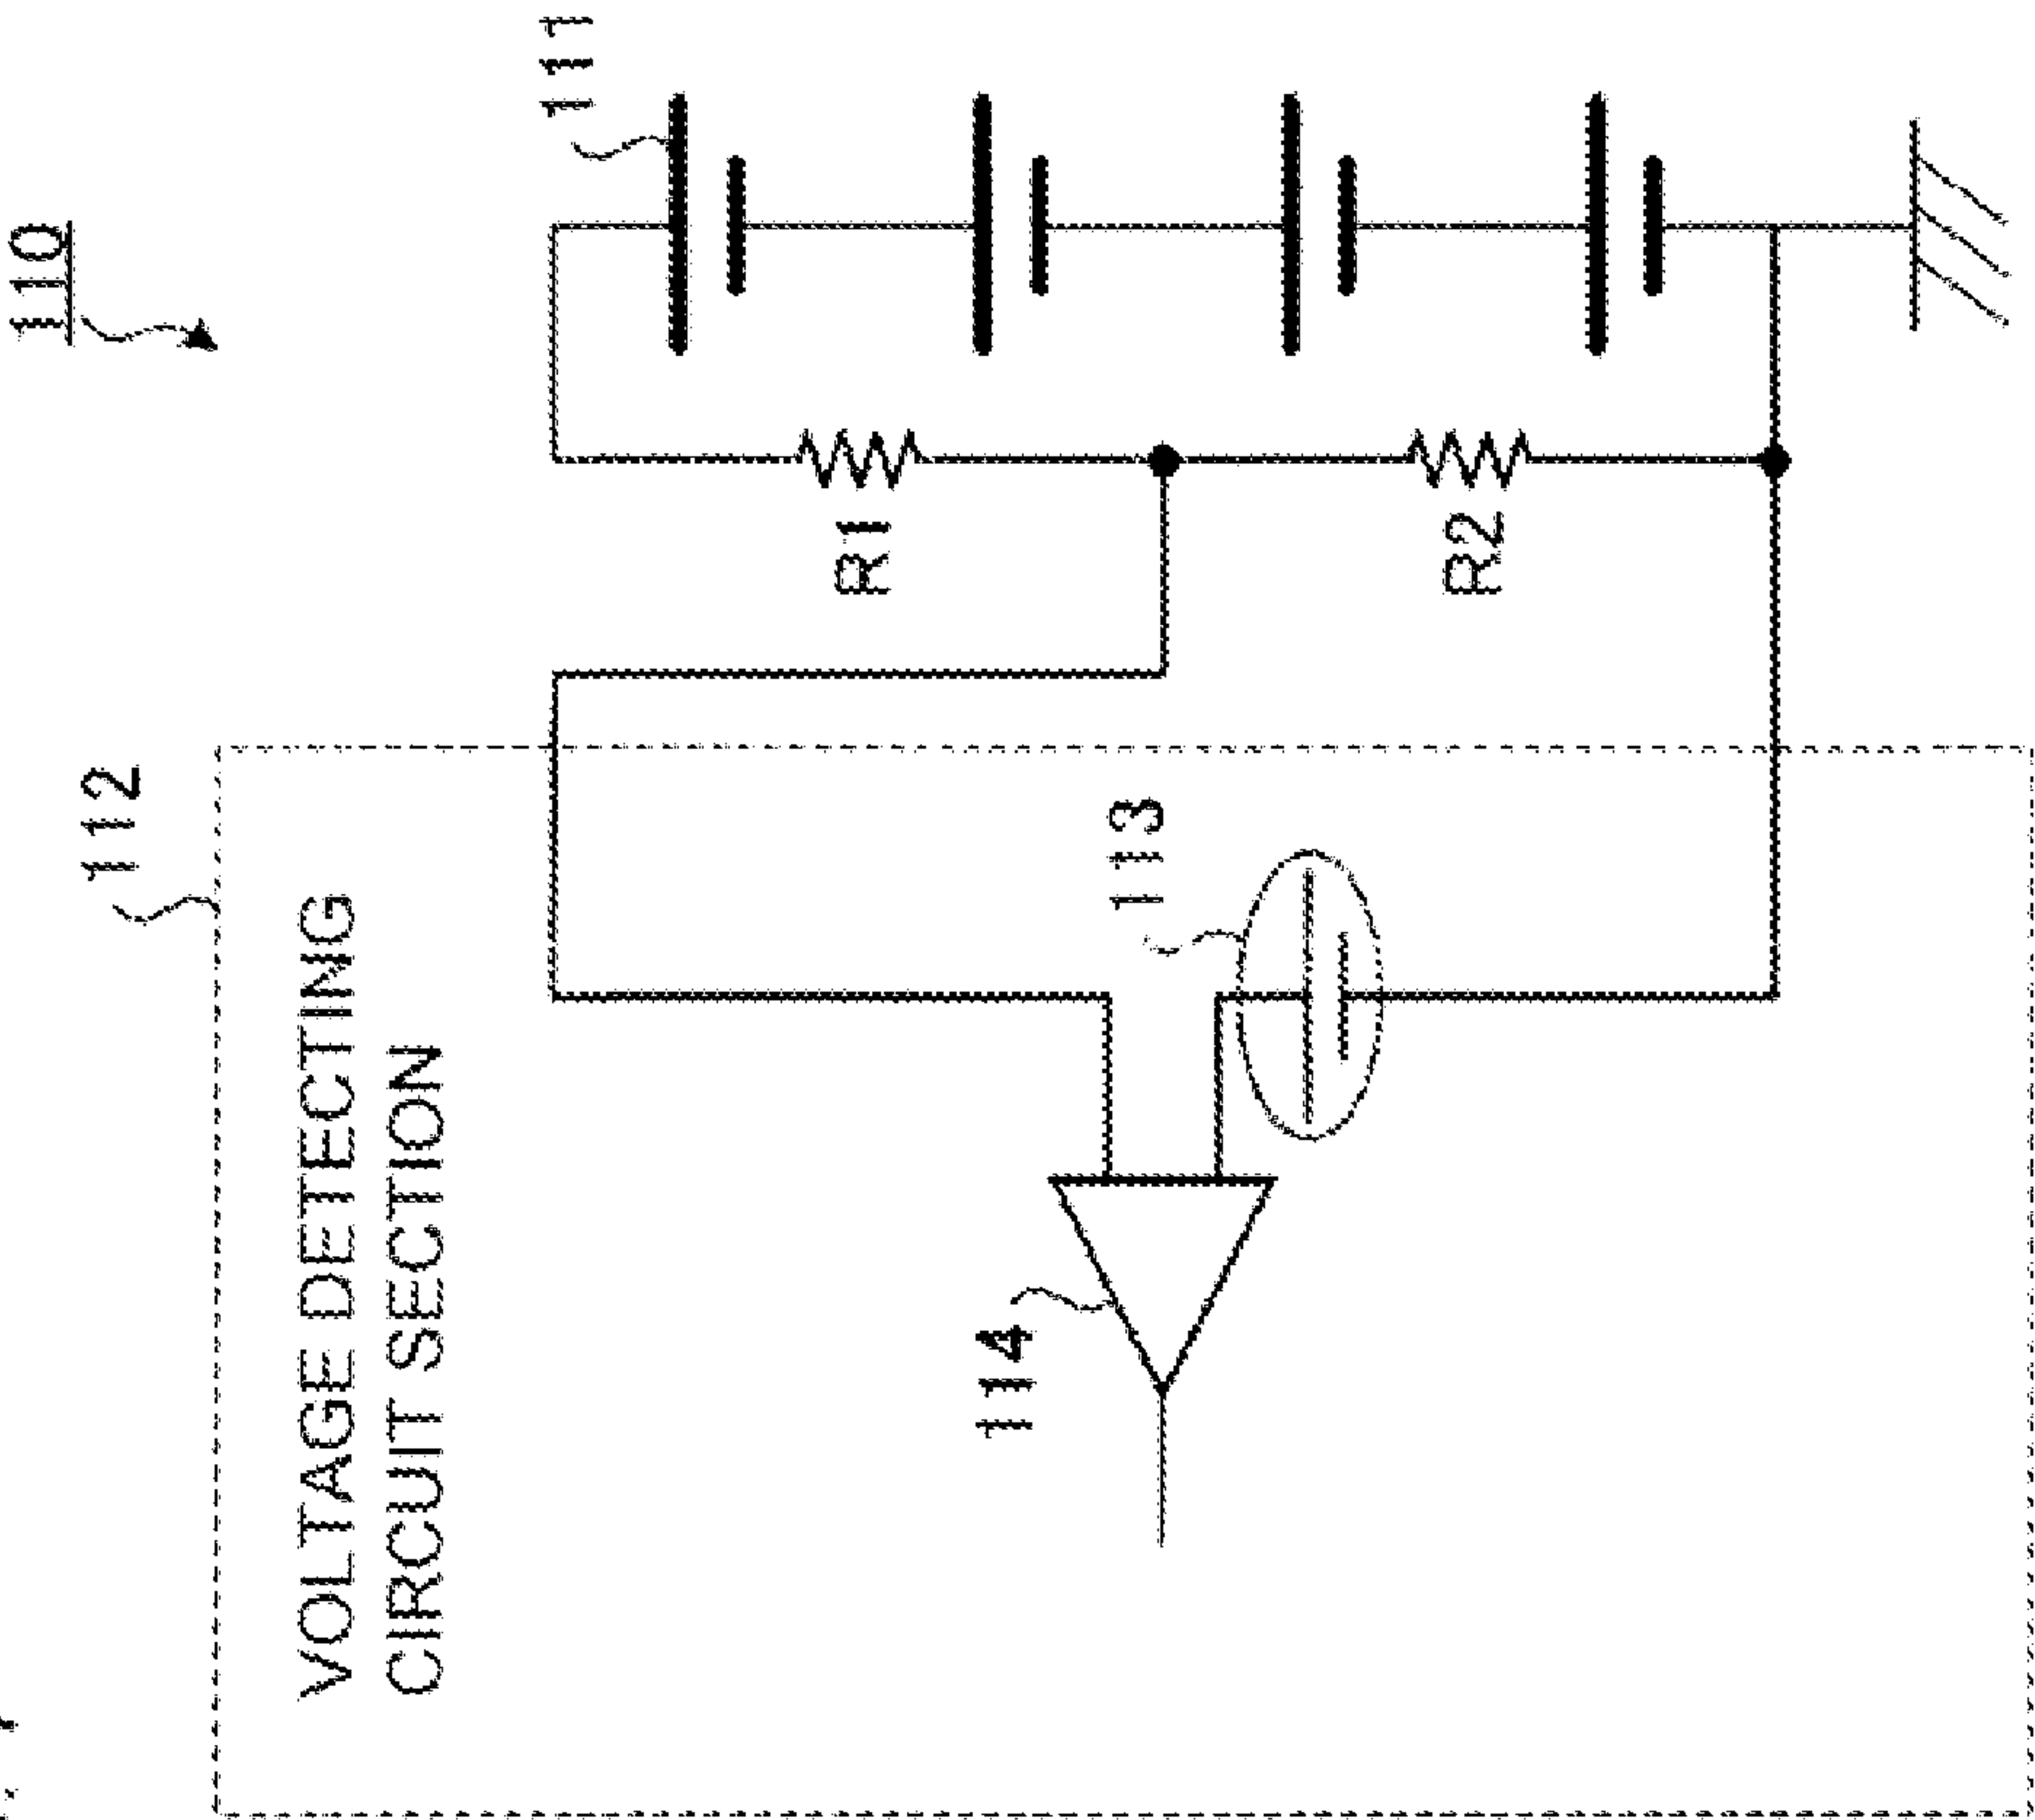 110
111
R1
R2
112
113
114
VOLTAGE DETECTING
CIRCUIT SECTION